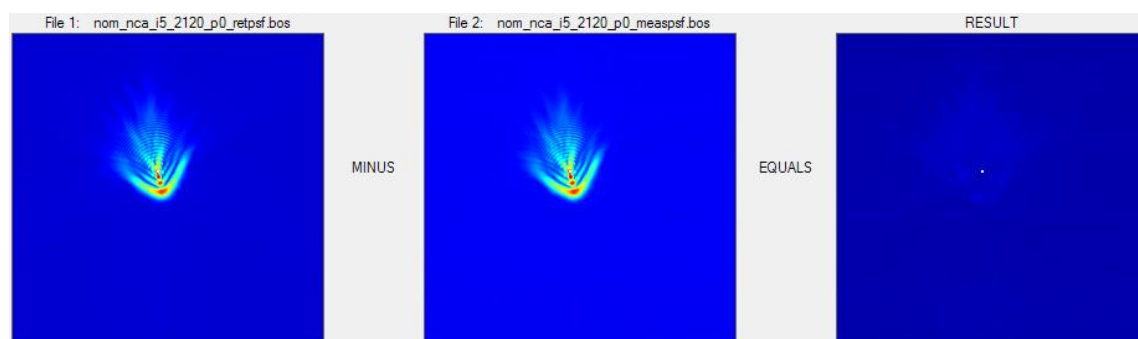 File 1: nom_nca_i5_2120_p0_retpsf.bos
MINUS
File 2: nom_nca_i5_2120_p0_measpsf.bos
EQUALS
RESULT